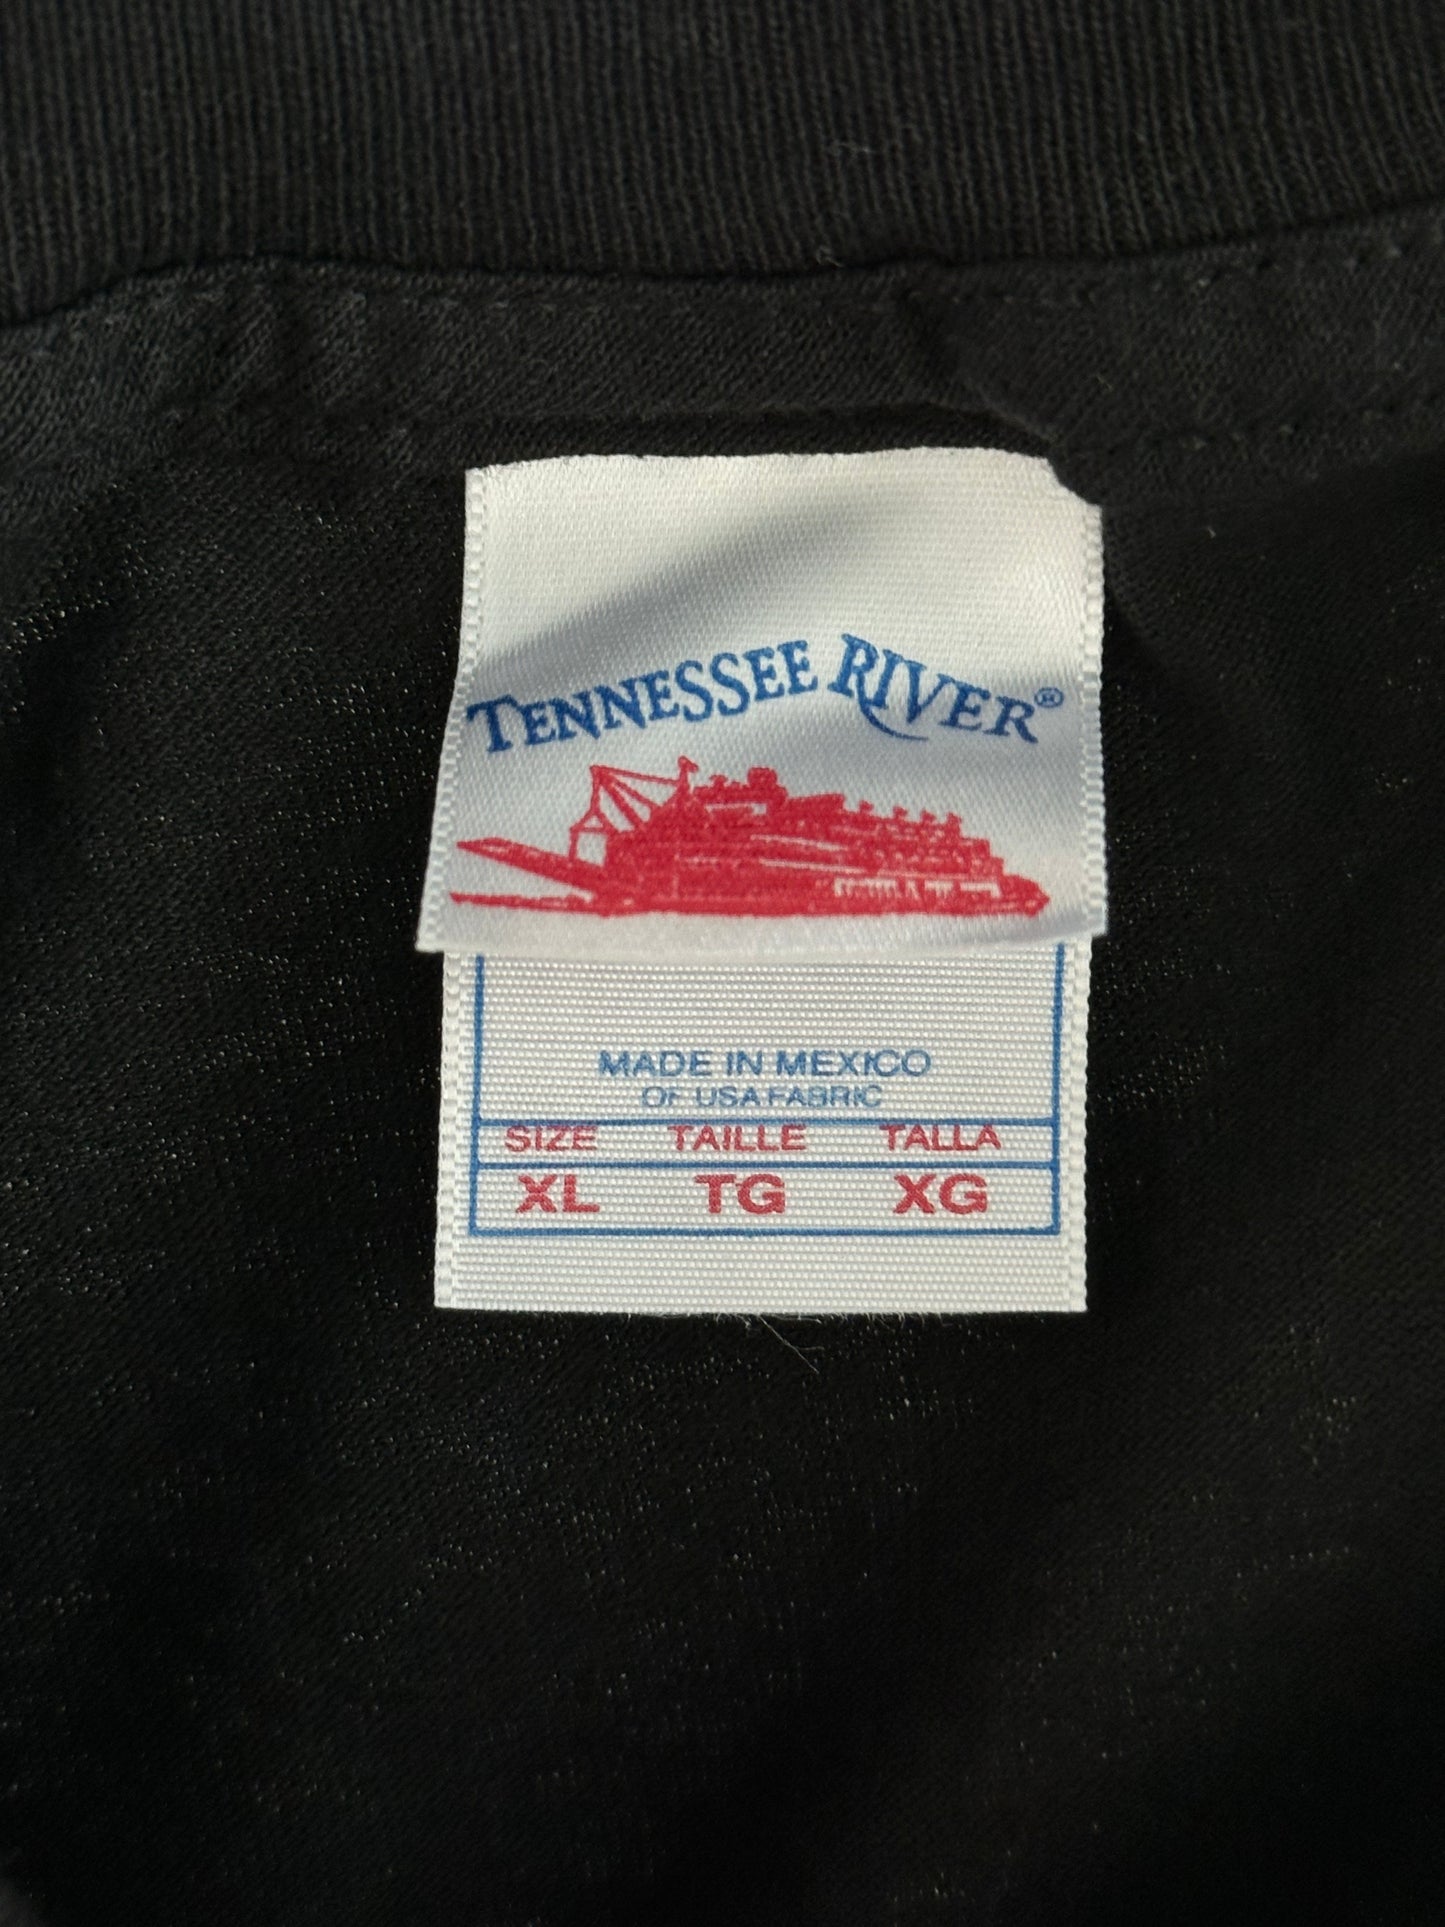 TENNESSEE RIVER®
MADE IN MEXICO
OF USA FABRIC
SIZE TAILLE TALLA
XL TG XG